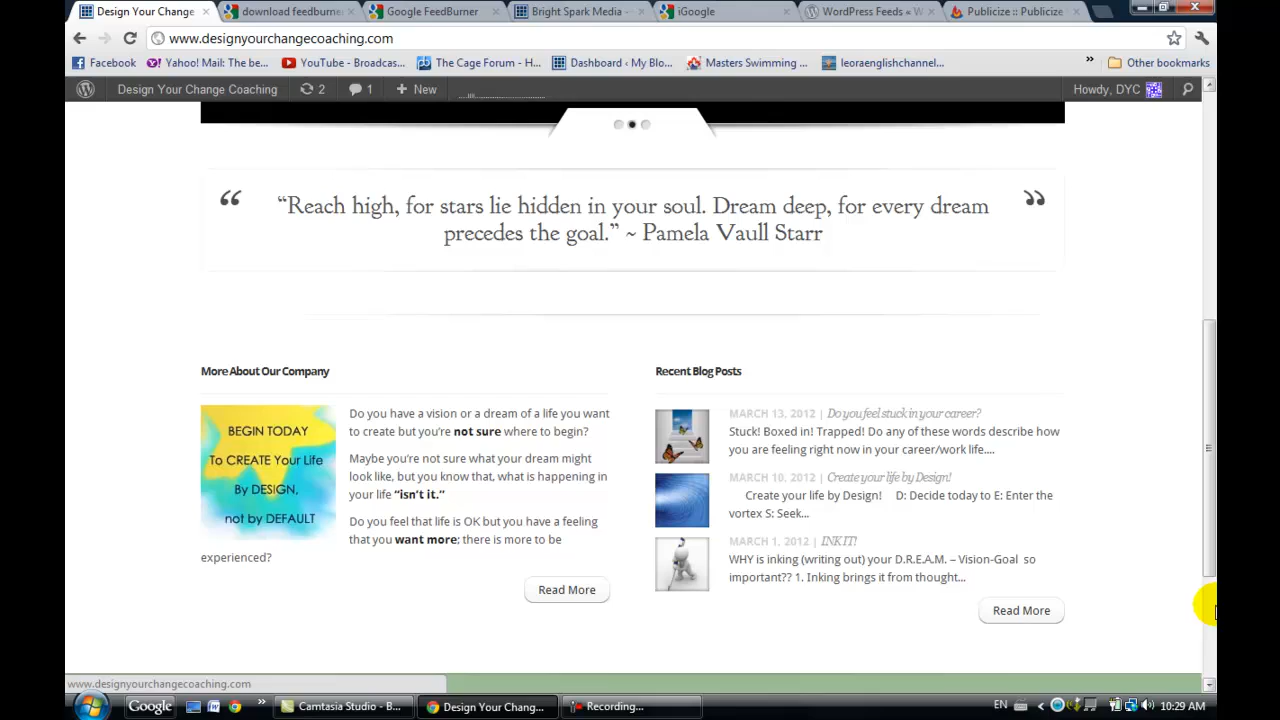 Design Your Change
download feedburne
Google FeedBurner
Bright Spark Media -
iGoogle
WordPress Feeds « W
Publicize :: Publicize
www.designyourchangecoaching.com
Facebook
Yahoo! Mail: The be...
YouTube - Broadcas...
The Cage Forum - H...
Dashboard ‹ My Blo...
Masters Swimming ...
leoraenglishchannel...
»
Other bookmarks
Design Your Change Coaching
2
1
+ New
Howdy, DYC
“ “Reach high, for stars lie hidden in your soul. Dream deep, for every dream ”
precedes the goal.” ~ Pamela Vaull Starr
More About Our Company
BEGIN TODAY
To CREATE Your Life
By DESIGN,
not by DEFAULT
Do you have a vision or a dream of a life you want
to create but you’re not sure where to begin?
Maybe you’re not sure what your dream might
look like, but you know that, what is happening in
your life “isn’t it.”
Do you feel that life is OK but you have a feeling
that you want more; there is more to be
experienced?
Read More
Recent Blog Posts
MARCH 13, 2012 | Do you feel stuck in your career?
Stuck! Boxed in! Trapped! Do any of these words describe how
you are feeling right now in your career/work life....
MARCH 10, 2012 | Create your life by Design!
Create your life by Design! D: Decide today to E: Enter the
vortex S: Seek...
MARCH 1, 2012 | INK IT!
WHY is inking (writing out) your D.R.E.A.M. – Vision-Goal so
important?? 1. Inking brings it from thought...
Read More
www.designyourchangecoaching.com
Google
»
Camtasia Studio - B...
Design Your Chang...
Recording...
EN
10:29 AM